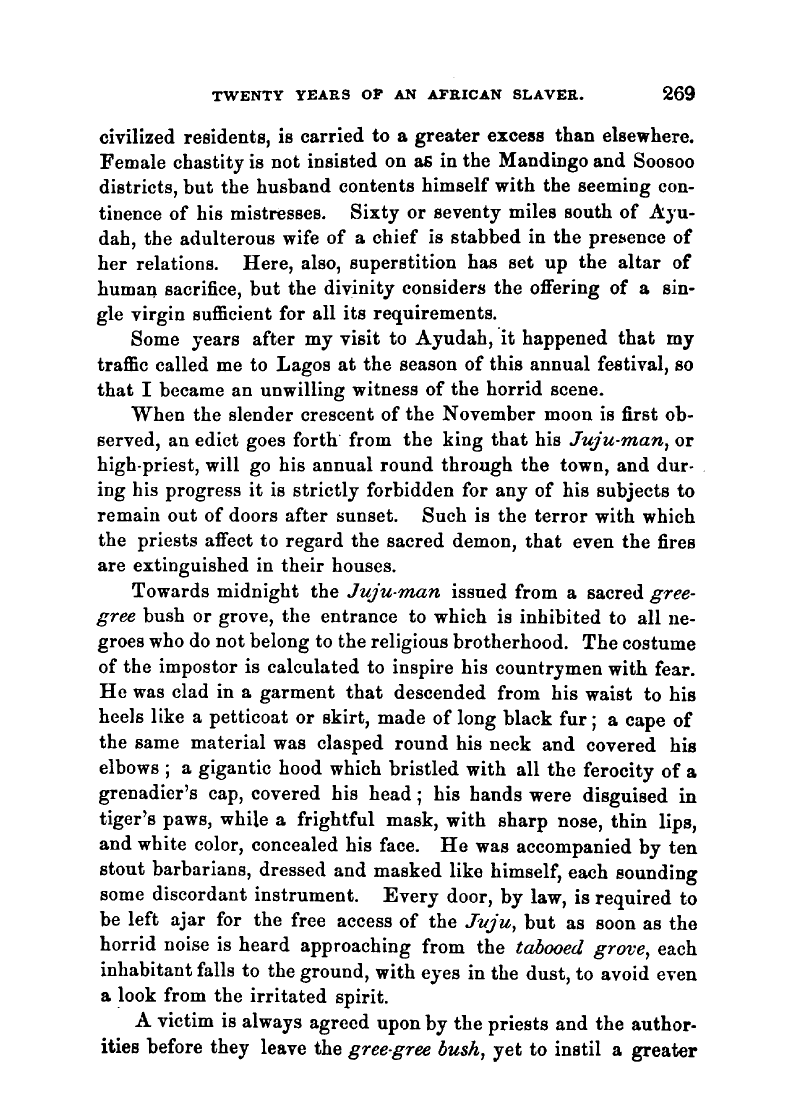 TWENTY YEARS OF AN AFRICAN SLAVER. 269
civilized residents, is carried to a greater excess than elsewhere.
Female chastity is not insisted on as in the Mandingo and Soosoo
districts, but the husband contents himself with the seeming con-
tinence of his mistresses. Sixty or seventy miles south of Ayu-
dah, the adulterous wife of a chief is stabbed in the presence of
her relations. Here, also, superstition has set up the altar of
human sacrifice, but the divinity considers the offering of a sin-
gle virgin sufficient for all its requirements.
Some years after my visit to Ayudah, it happened that my
traffic called me to Lagos at the season of this annual festival, so
that I became an unwilling witness of the horrid scene.
When the slender crescent of the November moon is first ob-
served, an edict goes forth from the king that his Juju-man, or
high-priest, will go his annual round through the town, and dur-
ing his progress it is strictly forbidden for any of his subjects to
remain out of doors after sunset. Such is the terror with which
the priests affect to regard the sacred demon, that even the fires
are extinguished in their houses.
Towards midnight the Juju-man issued from a sacred gree-
gree bush or grove, the entrance to which is inhibited to all ne-
groes who do not belong to the religious brotherhood. The costume
of the impostor is calculated to inspire his countrymen with fear.
He was clad in a garment that descended from his waist to his
heels like a petticoat or skirt, made of long black fur; a cape of
the same material was clasped round his neck and covered his
elbows; a gigantic hood which bristled with all the ferocity of a
grenadier's cap, covered his head; his hands were disguised in
tiger's paws, while a frightful mask, with sharp nose, thin lips,
and white color, concealed his face. He was accompanied by ten
stout barbarians, dressed and masked like himself, each sounding
some discordant instrument. Every door, by law, is required to
be left ajar for the free access of the Juju, but as soon as the
horrid noise is heard approaching from the tabooed grove, each
inhabitant falls to the ground, with eyes in the dust, to avoid even
a look from the irritated spirit.
A victim is always agreed upon by the priests and the author-
ities before they leave the gree-gree bush, yet to instil a greater